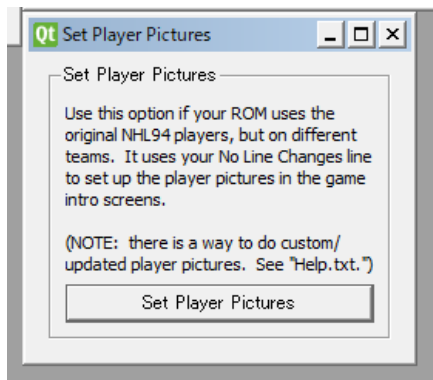 Qt Set Player Pictures
Set Player Pictures
Use this option if your ROM uses the
original NHL94 players, but on different
teams.  It uses your No Line Changes line
to set up the player pictures in the game
intro screens.
(NOTE:  there is a way to do custom/
updated player pictures.  See "Help.txt.")
Set Player Pictures